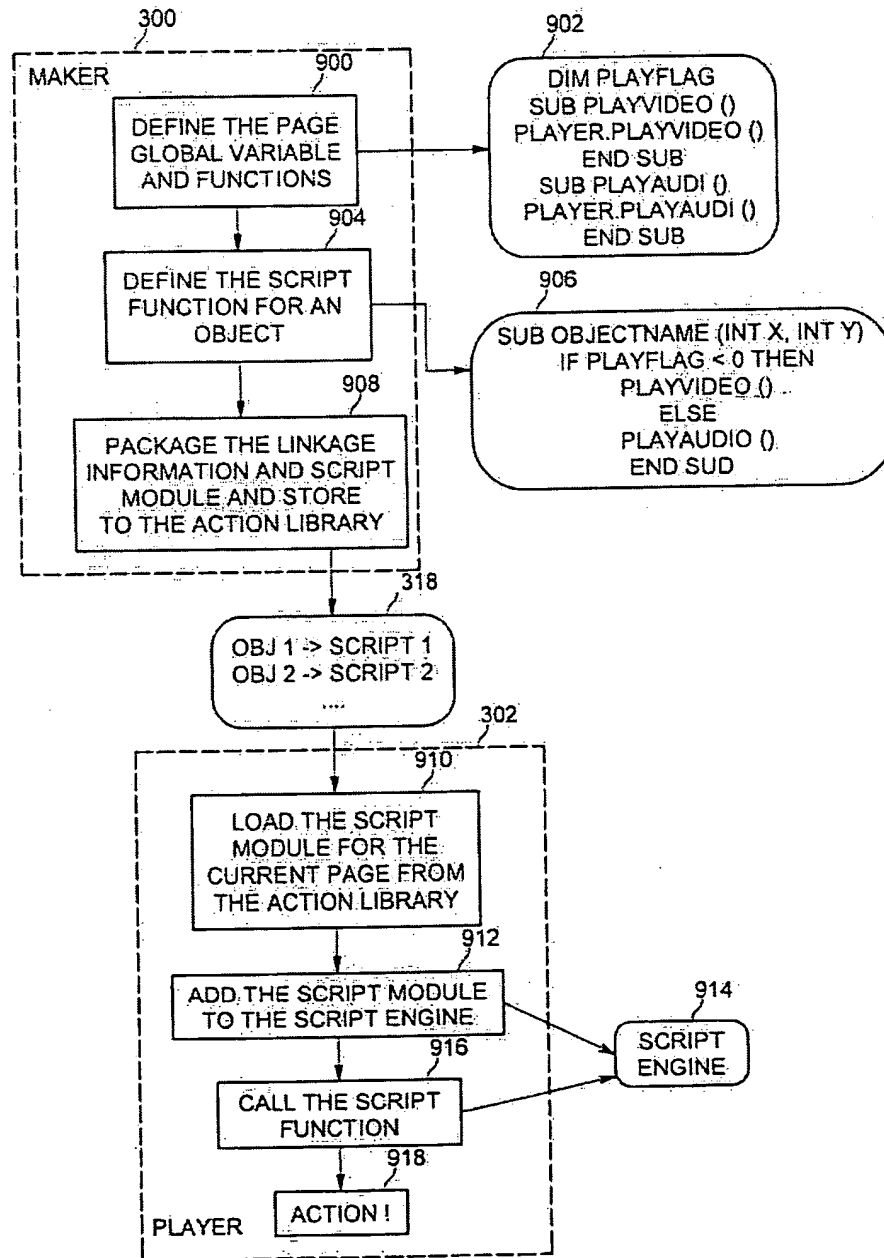 300
MAKER
900
DEFINE THE PAGE
GLOBAL VARIABLE
AND FUNCTIONS
902
DIM PLAYFLAG
SUB PLAYVIDEO ()
PLAYER.PLAYVIDEO ()
END SUB
SUB PLAYAUDI ()
PLAYER.PLAYAUDI ()
END SUB
904
DEFINE THE SCRIPT
FUNCTION FOR AN
OBJECT
906
SUB OBJECTNAME (INT X, INT Y)
IF PLAYFLAG < 0 THEN
PLAYVIDEO ()
ELSE
PLAYAUDIO ()
END SUD
908
PACKAGE THE LINKAGE
INFORMATION AND SCRIPT
MODULE AND STORE
TO THE ACTION LIBRARY
318
OBJ 1 -> SCRIPT 1
OBJ 2 -> SCRIPT 2
....
302
910
LOAD THE SCRIPT
MODULE FOR THE
CURRENT PAGE FROM
THE ACTION LIBRARY
912
ADD THE SCRIPT MODULE
TO THE SCRIPT ENGINE
914
SCRIPT
ENGINE
916
CALL THE SCRIPT
FUNCTION
918
ACTION !
PLAYER